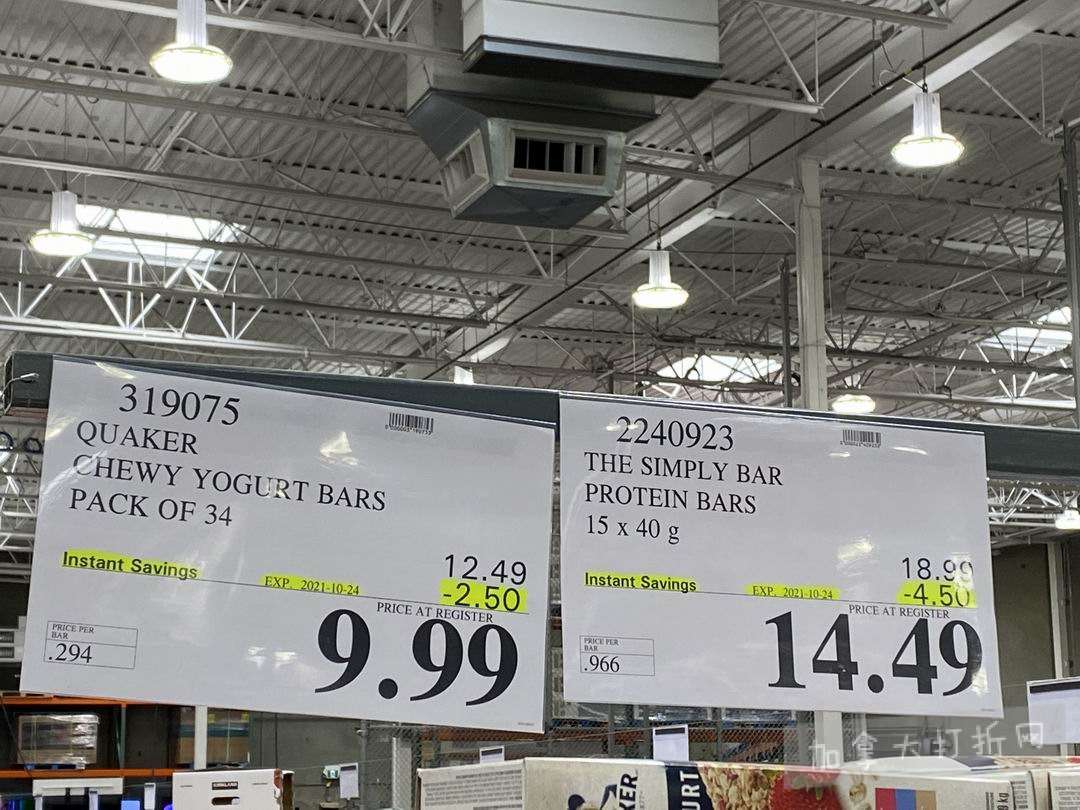 319075
QUAKER
CHEWY YOGURT BARS
PACK OF 34
Instant Savings
EXP. 2021-10-24
12.49
-2.50
PRICE AT REGISTER
9.99
PRICE PER
BAR
.294
2240923
THE SIMPLY BAR
PROTEIN BARS
15 x 40 g
Instant Savings
EXP. 2021-10-24
18.99
-4.50
PRICE AT REGISTER
14.49
PRICE PER
BAR
.966
KIRKLAND
加拿大打折网